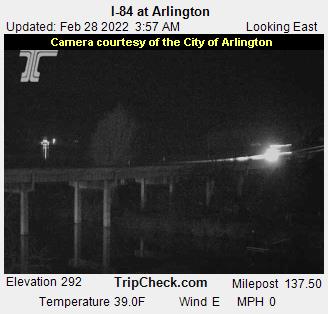 I-84 at Arlington
Updated: Feb 28 2022 3:57 AM Looking East
Camera courtesy of the City of Arlington
Elevation 292 TripCheck.com Milepost 137.50
Temperature 39.0F Wind E MPH 0